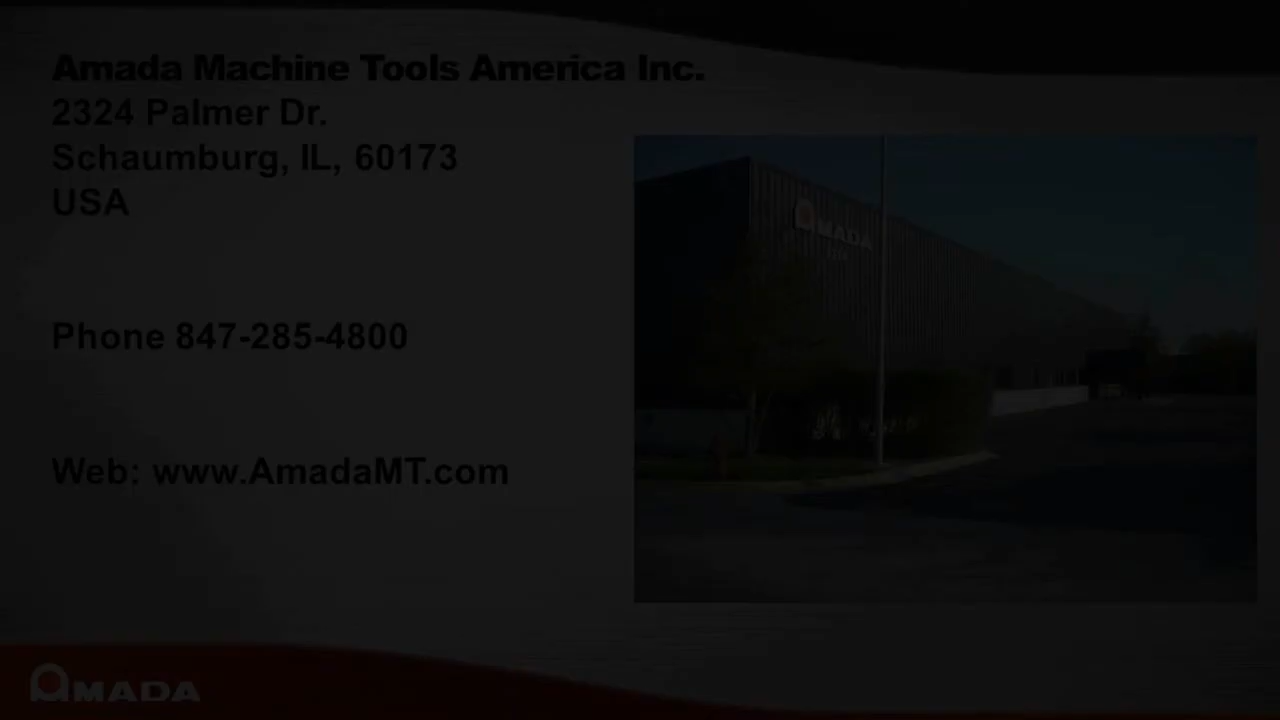 Amada Machine Tools America Inc.
2324 Palmer Dr.
Schaumburg, IL, 60173
USA
Phone 847-285-4800
Web: www.AmadaMT.com
AMADA
AMADA